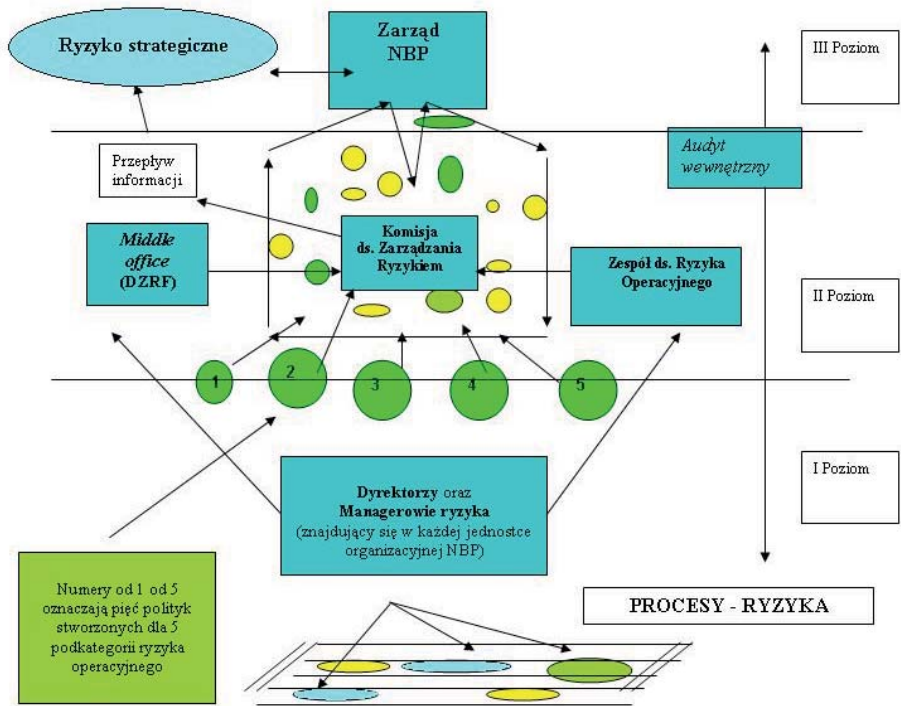 Ryzyko strategiczne
Zarząd
NBP
III Poziom
Przepływ
informacji
Audyt
wewnętrzny
Middle
office
(DZRF)
Komisja
ds. Zarządzania
Ryzykiem
Zespół ds. Ryzyka
Operacyjnego
II Poziom
1
2
3
4
5
I Poziom
Dyrektorzy oraz
Managerowie ryzyka
(znajdujący się w każdej jednostce
organizacyjnej NBP)
Numery od 1 od 5
oznaczają pięć polityk
stworzonych dla 5
podkategorii ryzyka
operacyjnego
PROCESY - RYZYKA